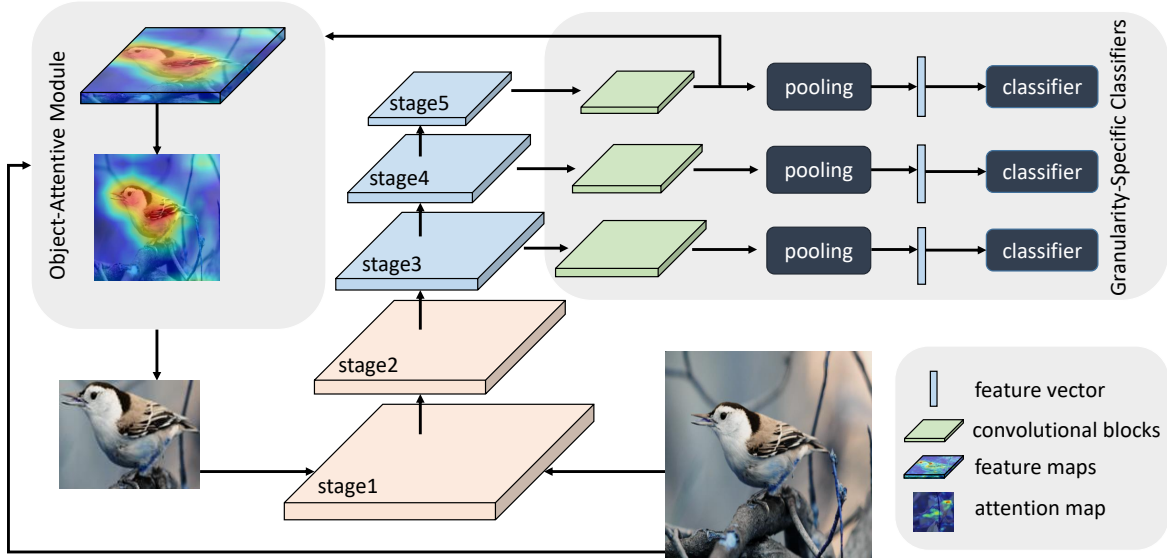 Object-Attentive Module
stage5
pooling
classifier
stage4
pooling
classifier
stage3
pooling
classifier
Granularity-Specific Classifiers
stage2
stage1
feature vector
convolutional blocks
feature maps
attention map